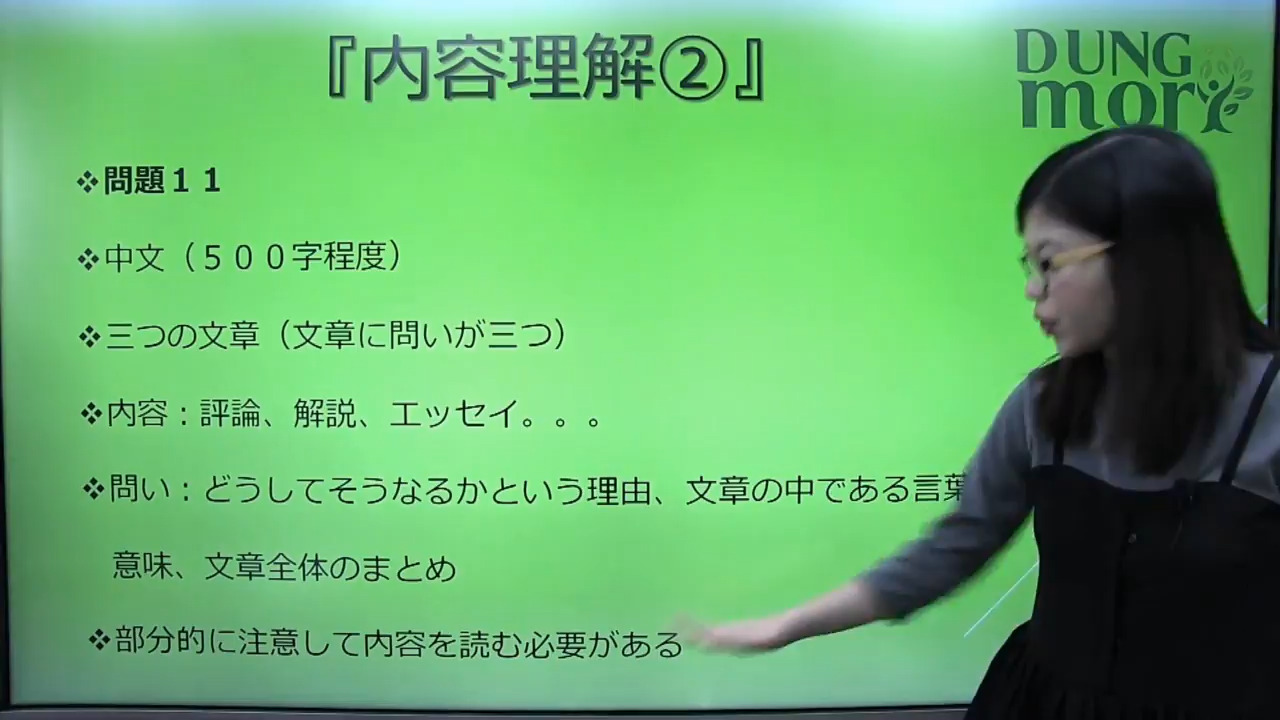 『内容理解②』
DUNG
mori
❖問題１１
❖中文（５００字程度）
❖三つの文章（文章に問いが三つ）
❖内容：評論、解説、エッセイ。。。
❖問い：どうしてそうなるかという理由、文章の中である言葉
意味、文章全体のまとめ
❖部分的に注意して内容を読む必要がある